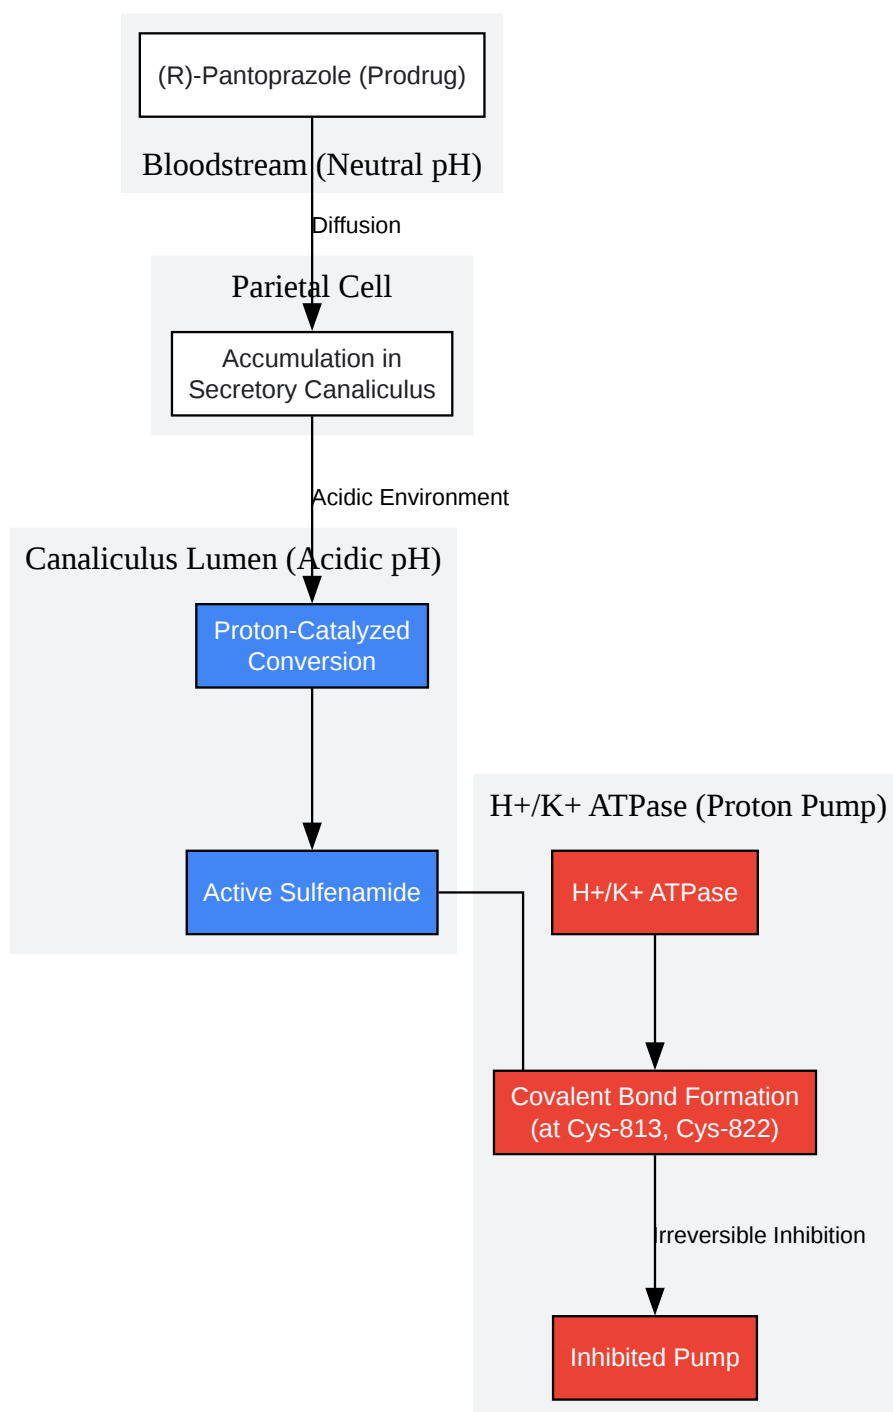 (R)-Pantoprazole (Prodrug)
Bloodstream (Neutral pH)
Diffusion
Parietal Cell
Accumulation in
Secretory Canaliculus
Acidic Environment
Canaliculus Lumen (Acidic pH)
Proton-Catalyzed
Conversion
Active Sulfenamide
H+/K+ ATPase (Proton Pump)
H+/K+ ATPase
Covalent Bond Formation
(at Cys-813, Cys-822)
Irreversible Inhibition
Inhibited Pump